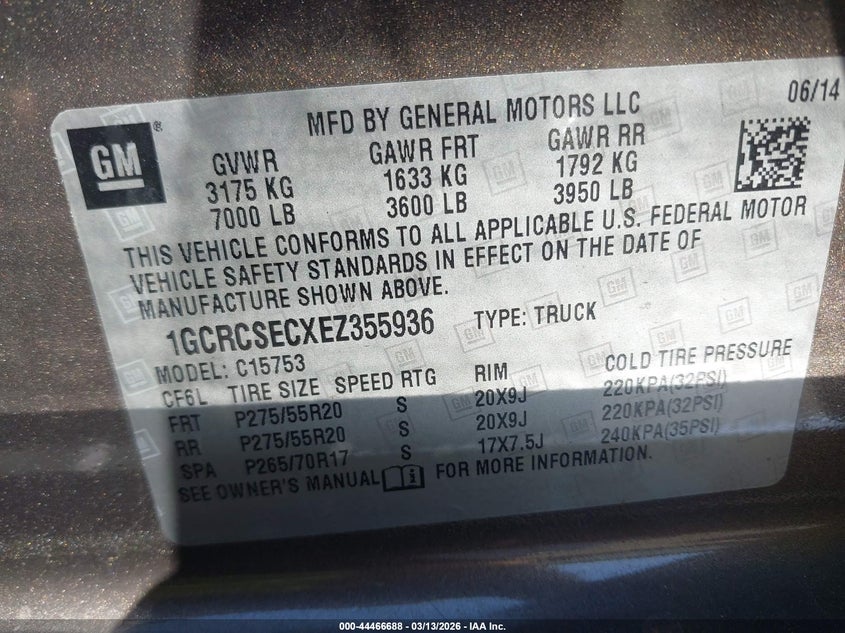 06/14
MFD BY GENERAL MOTORS LLC
GM ®
GVWR GAWR FRT GAWR RR
3175 KG 1633 KG 1792 KG
7000 LB 3600 LB 3950 LB
THIS VEHICLE CONFORMS TO ALL APPLICABLE U.S. FEDERAL MOTOR
VEHICLE SAFETY STANDARDS IN EFFECT ON THE DATE OF
MANUFACTURE SHOWN ABOVE.
1GCRCSECXEZ355936 TYPE: TRUCK
MODEL: C15753
CF6L TIRE SIZE SPEED RTG RIM COLD TIRE PRESSURE
FRT P275/55R20 S 20X9J 220KPA(32PSI)
RR P275/55R20 S 20X9J 220KPA(32PSI)
SPA P265/70R17 S 17X7.5J 240KPA(35PSI)
SEE OWNER'S MANUAL i FOR MORE INFORMATION.
000-44466688 - 03/13/2026 - IAA Inc.